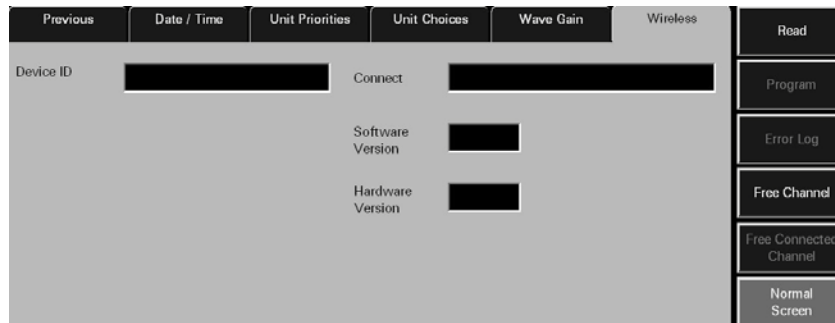 Previous
Date / Time
Unit Priorities
Unit Choices
Wave Gain
Wireless
Read
Device ID
Connect
Program
Software
Version
Error Log
Hardware
Version
Free Channel
Free Connected
Channel
Normal
Screen